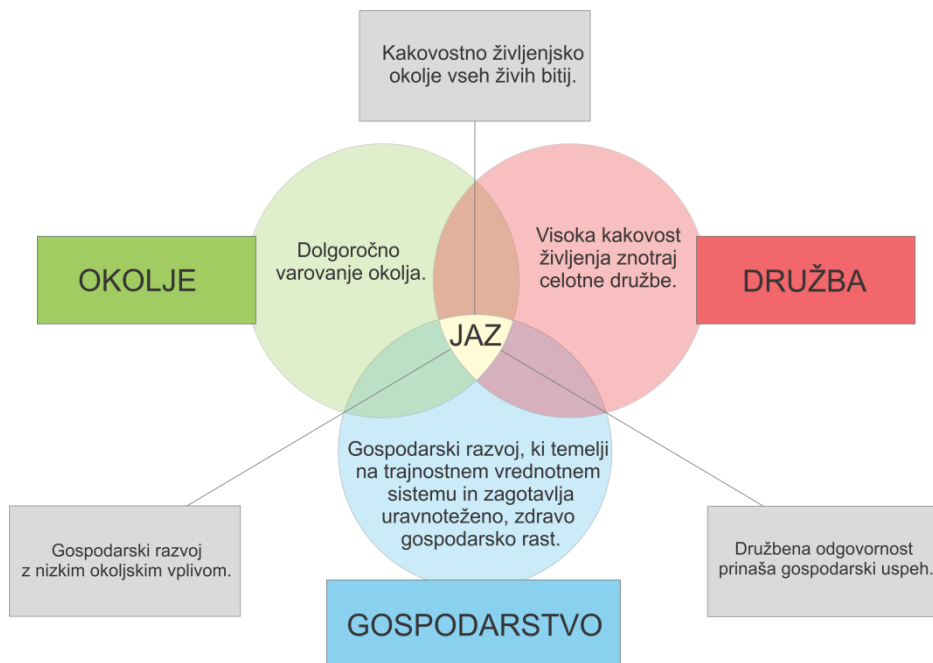 Kakovostno življenjsko
okolje vseh živih bitij.
OKOLJE
Dolgoročno
varovanje okolja.
Visoka kakovost
življenja znotraj
celotne družbe.
DRUŽBA
JAZ
Gospodarski razvoj, ki temelji
na trajnostnem vrednotnem
sistemu in zagotavlja
uravnoteženo, zdravo
gospodarsko rast.
Gospodarski razvoj
z nizkim okoljskim vplivom.
Družbena odgovornost
prinaša gospodarski uspeh.
GOSPODARSTVO